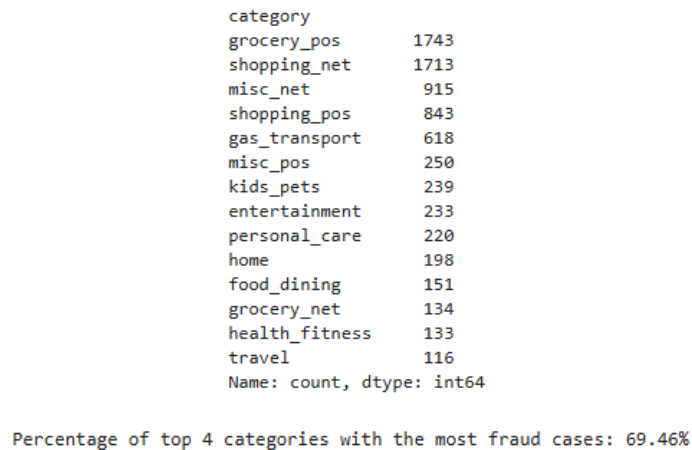 category
grocery_pos 1743
shopping_net 1713
misc_net 915
shopping_pos 843
gas_transport 618
misc_pos 250
kids_pets 239
entertainment 233
personal_care 220
home 198
food_dining 151
grocery_net 134
health_fitness 133
travel 116
Name: count, dtype: int64
Percentage of top 4 categories with the most fraud cases: 69.46%